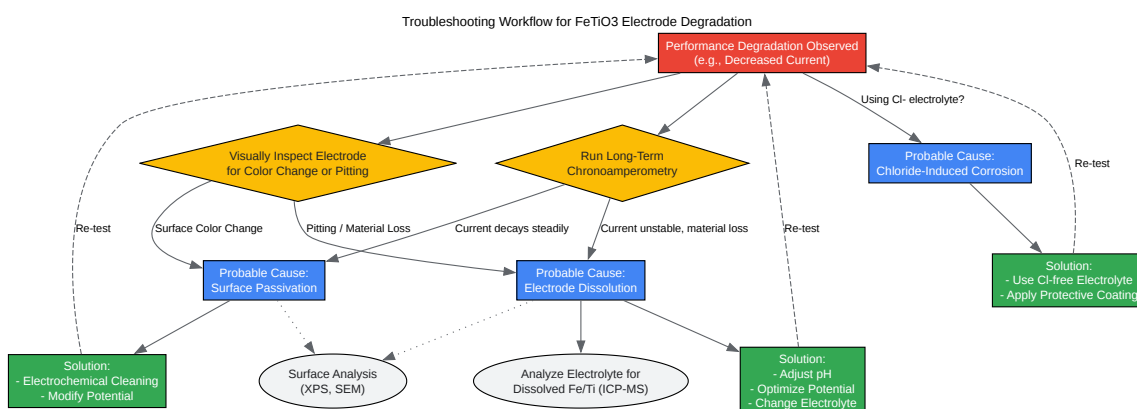 Troubleshooting Workflow for FeTiO3 Electrode Degradation
Performance Degradation Observed
(e.g., Decreased Current)
Using Cl- electrolyte?
Visually Inspect Electrode
for Color Change or Pitting
Run Long-Term
Chronoamperometry
Probable Cause:
Chloride-Induced Corrosion
Re-test
Re-test
Surface Color Change
Pitting / Material Loss
Current decays steadily
Current unstable, material loss
Re-test
Probable Cause:
Surface Passivation
Probable Cause:
Electrode Dissolution
Solution:
- Use Cl-free Electrolyte
- Apply Protective Coating
Solution:
- Electrochemical Cleaning
- Modify Potential
Surface Analysis
(XPS, SEM)
Analyze Electrolyte for
Dissolved Fe/Ti (ICP-MS)
Solution:
- Adjust pH
- Optimize Potential
- Change Electrolyte